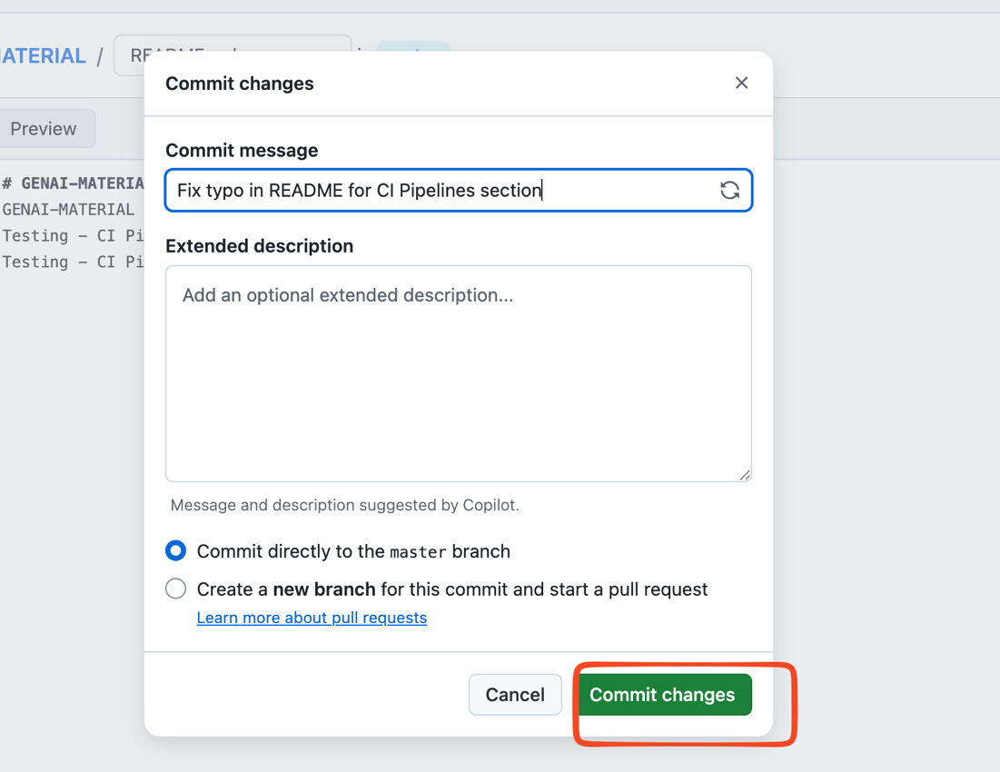 MATERIAL /
Commit changes
Preview
Commit message
# GENAI-MATERIA
Fix typo in README for CI Pipelines section
GENAI-MATERIAL
Testing - CI Pi
Extended description
Testing - CI Pi
Add an optional extended description...
Message and description suggested by Copilot.
Commit directly to the master branch
Create a new branch for this commit and start a pull request
Learn more about pull requests
Cancel
Commit changes